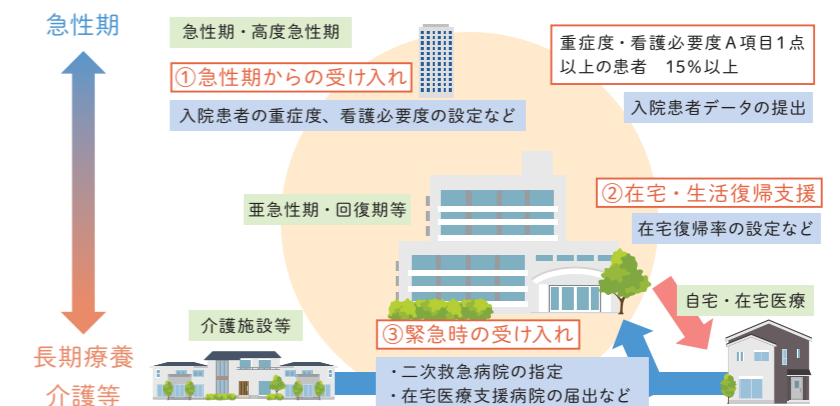 急性期
急性期・高度急性期
①急性期からの受け入れ
入院患者の重症度、看護必要度の設定など
重症度・看護必要度A項目1点
以上の患者　15%以上
入院患者データの提出
②在宅・生活復帰支援
在宅復帰率の設定など
亜急性期・回復期等
自宅・在宅医療
介護施設等
③緊急時の受け入れ
・二次救急病院の指定
・在宅医療支援病院の届出など
長期療養
介護等